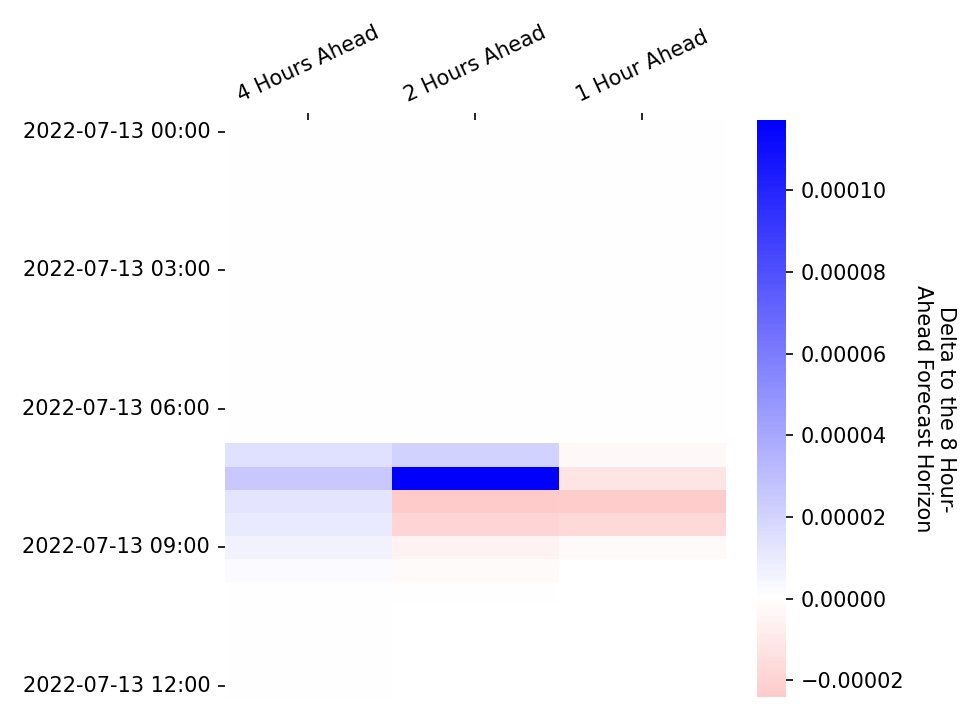 4 Hours Ahead
2 Hours Ahead
1 Hour Ahead
2022-07-13 00:00
2022-07-13 03:00
2022-07-13 06:00
2022-07-13 09:00
2022-07-13 12:00
0.00010
0.00008
0.00006
0.00004
0.00002
0.00000
−0.00002
Delta to the 8 Hour-
Ahead Forecast Horizon